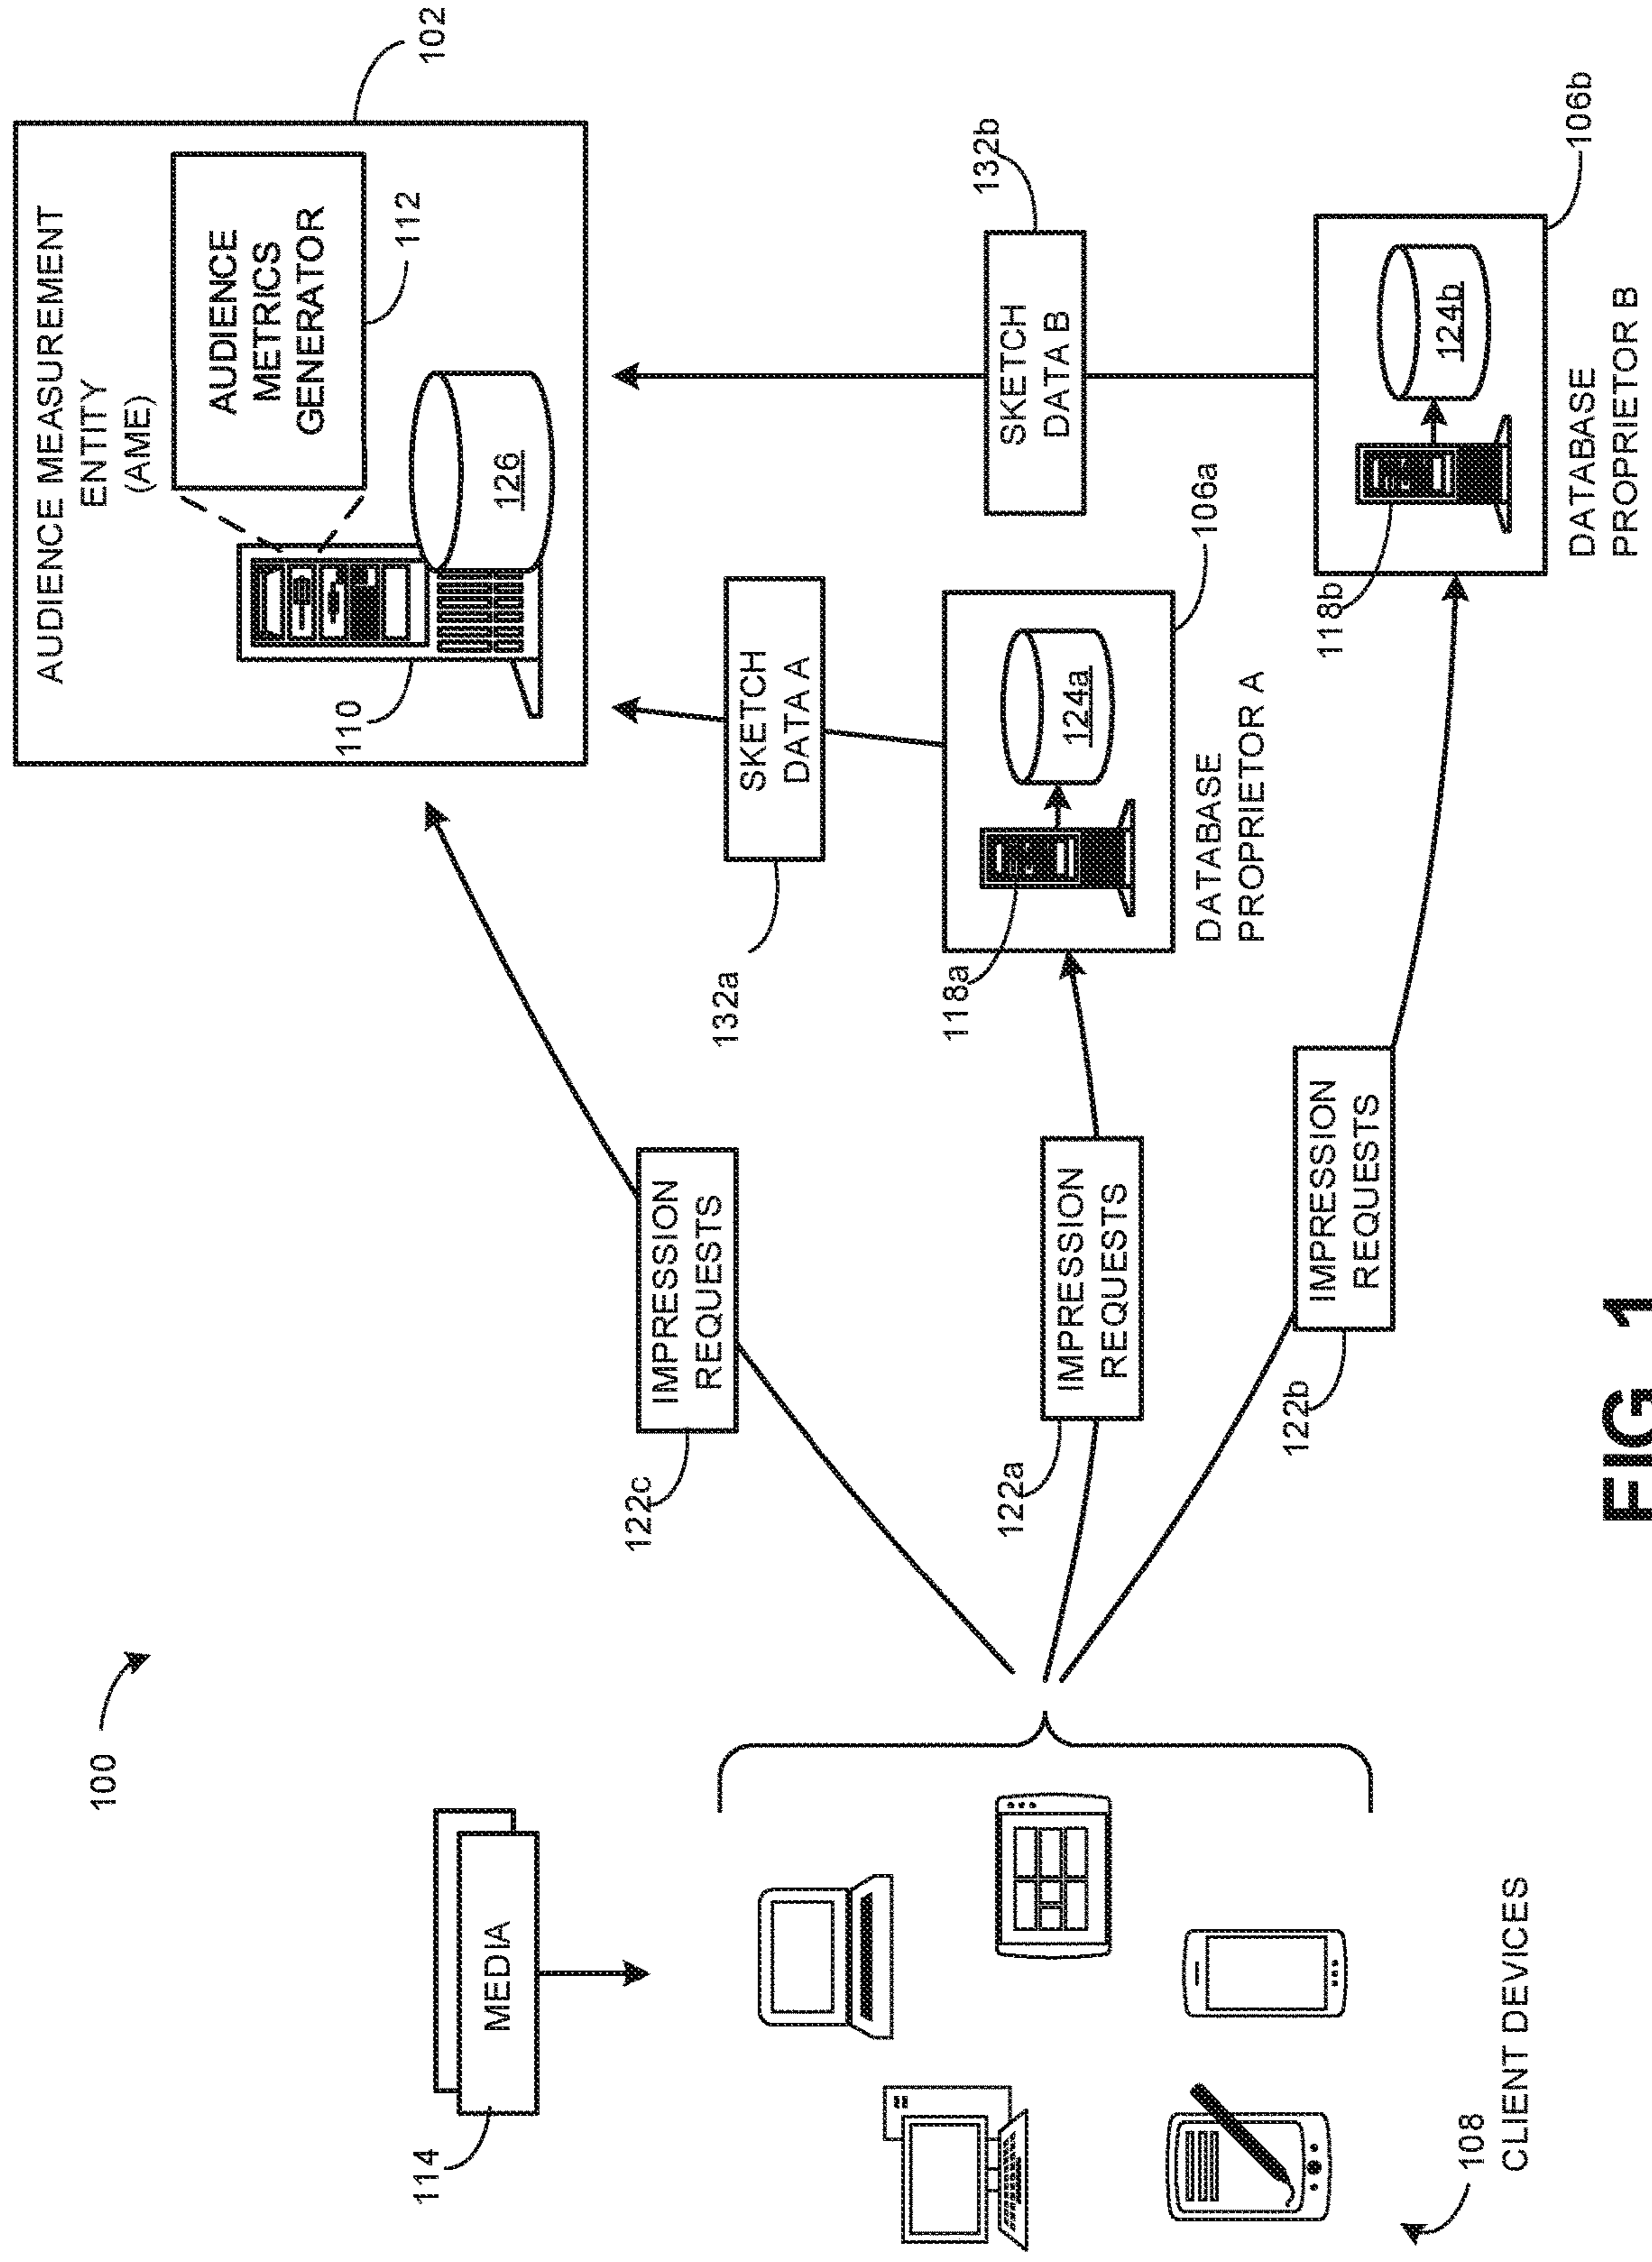 100
114
MEDIA
108
CLIENT DEVICES
122c
IMPRESSION
REQUESTS
122a
IMPRESSION
REQUESTS
122b
IMPRESSION
REQUESTS
AUDIENCE MEASUREMENT
ENTITY
(AME)
102
AUDIENCE
METRICS
GENERATOR
112
110
126
132a
SKETCH
DATA A
132b
SKETCH
DATA B
118a
124a
106a
DATABASE
PROPRIETOR A
118b
124b
106b
DATABASE
PROPRIETOR B
FIG. 1